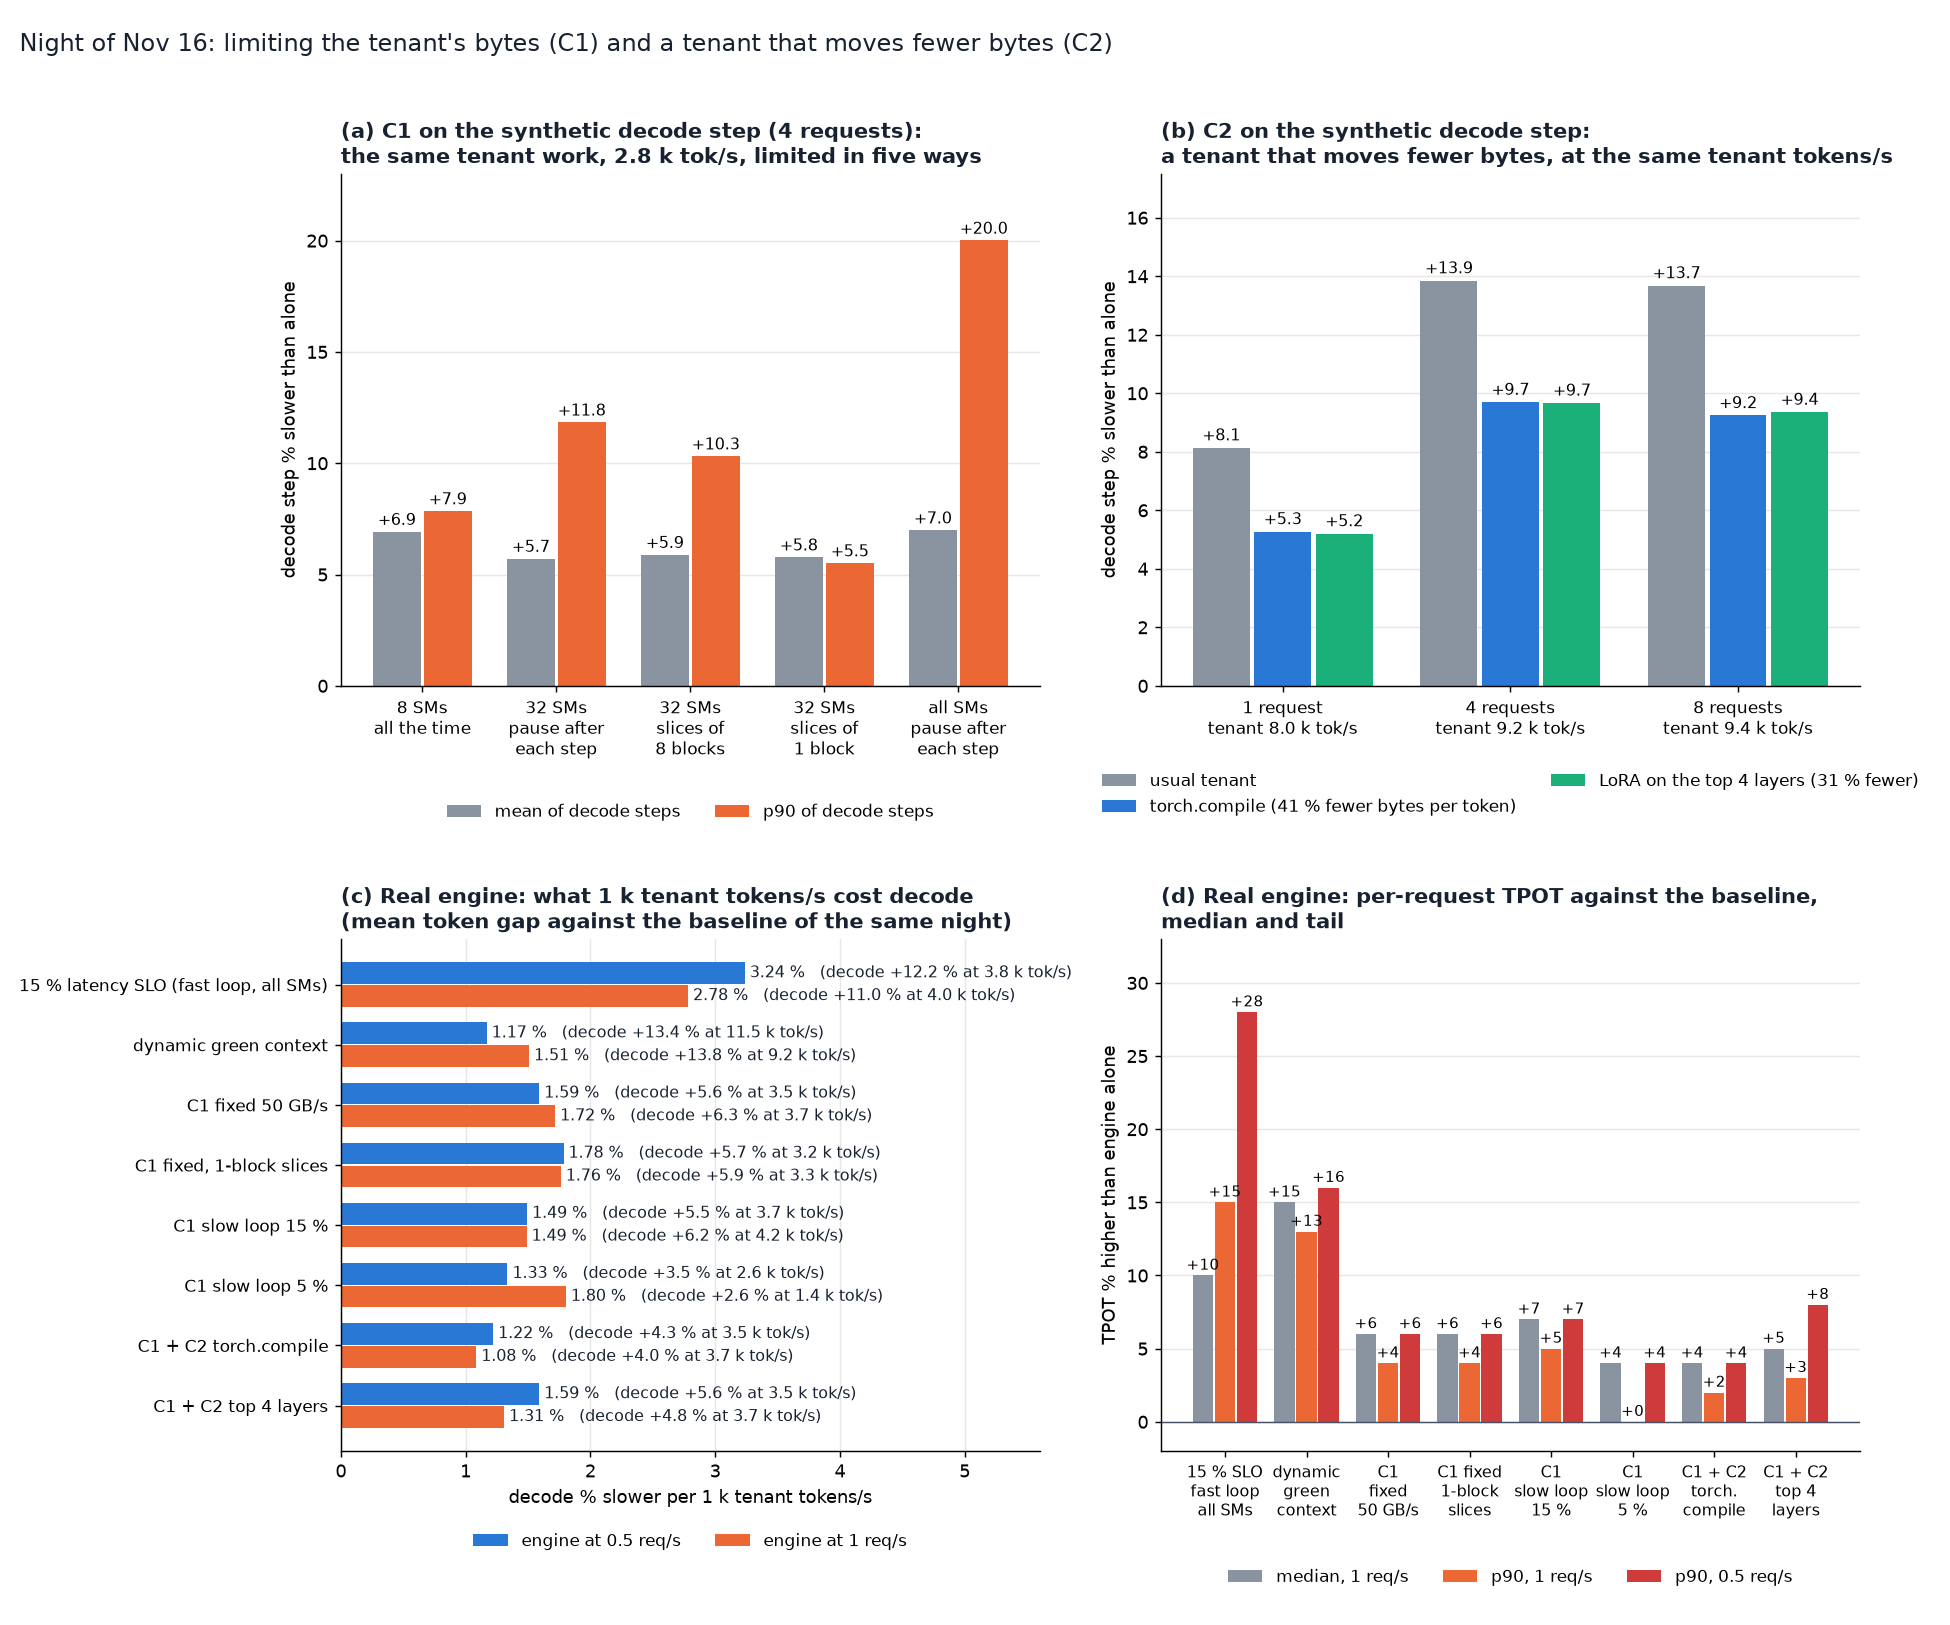 Night of Nov 16: limiting the tenant's bytes (C1) and a tenant that moves fewer bytes (C2)
(a) C1 on the synthetic decode step (4 requests):
the same tenant work, 2.8 k tok/s, limited in five ways
decode step % slower than alone
20
15
10
5
0
+6.9
+7.9
+5.7
+11.8
+5.9
+10.3
+5.8
+5.5
+7.0
+20.0
8 SMs
all the time
32 SMs
pause after
each step
32 SMs
slices of
8 blocks
32 SMs
slices of
1 block
all SMs
pause after
each step
mean of decode steps
p90 of decode steps
(b) C2 on the synthetic decode step:
a tenant that moves fewer bytes, at the same tenant tokens/s
decode step % slower than alone
16
14
12
10
8
6
4
2
0
+8.1
+5.3
+5.2
+13.9
+9.7
+9.7
+13.7
+9.2
+9.4
1 request
tenant 8.0 k tok/s
4 requests
tenant 9.2 k tok/s
8 requests
tenant 9.4 k tok/s
usual tenant
torch.compile (41 % fewer bytes per token)
LoRA on the top 4 layers (31 % fewer)
(c) Real engine: what 1 k tenant tokens/s cost decode
(mean token gap against the baseline of the same night)
15 % latency SLO (fast loop, all SMs)
3.24 % (decode +12.2 % at 3.8 k tok/s)
2.78 % (decode +11.0 % at 4.0 k tok/s)
dynamic green context
1.17 % (decode +13.4 % at 11.5 k tok/s)
1.51 % (decode +13.8 % at 9.2 k tok/s)
C1 fixed 50 GB/s
1.59 % (decode +5.6 % at 3.5 k tok/s)
1.72 % (decode +6.3 % at 3.7 k tok/s)
C1 fixed, 1-block slices
1.78 % (decode +5.7 % at 3.2 k tok/s)
1.76 % (decode +5.9 % at 3.3 k tok/s)
C1 slow loop 15 %
1.49 % (decode +5.5 % at 3.7 k tok/s)
1.49 % (decode +6.2 % at 4.2 k tok/s)
C1 slow loop 5 %
1.33 % (decode +3.5 % at 2.6 k tok/s)
1.80 % (decode +2.6 % at 1.4 k tok/s)
C1 + C2 torch.compile
1.22 % (decode +4.3 % at 3.5 k tok/s)
1.08 % (decode +4.0 % at 3.7 k tok/s)
C1 + C2 top 4 layers
1.59 % (decode +5.6 % at 3.5 k tok/s)
1.31 % (decode +4.8 % at 3.7 k tok/s)
0
1
2
3
4
5
decode % slower per 1 k tenant tokens/s
engine at 0.5 req/s
engine at 1 req/s
(d) Real engine: per-request TPOT against the baseline,
median and tail
TPOT % higher than engine alone
30
25
20
15
10
5
0
+10
+15
+28
+15
+13
+16
+6
+4
+6
+6
+4
+6
+7
+5
+7
+4
+0
+4
+4
+2
+4
+5
+3
+8
15 % SLO
fast loop
all SMs
dynamic
green
context
C1
fixed
50 GB/s
C1 fixed
1-block
slices
C1
slow loop
15 %
C1
slow loop
5 %
C1 + C2
torch.
compile
C1 + C2
top 4
layers
median, 1 req/s
p90, 1 req/s
p90, 0.5 req/s